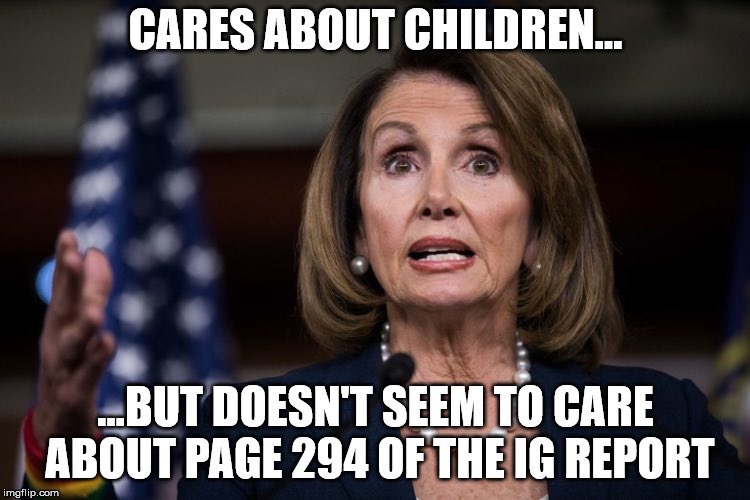 CARES ABOUT CHILDREN...
...BUT DOESN'T SEEM TO CARE
ABOUT PAGE 294 OF THE IG REPORT
imgflip.com